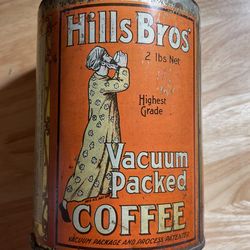 Hills Bros
2 lbs Net
Highest
Grade
Vacuum
Packed
COFFEE
VACUUM PACKAGE AND PROCESS PATENTED